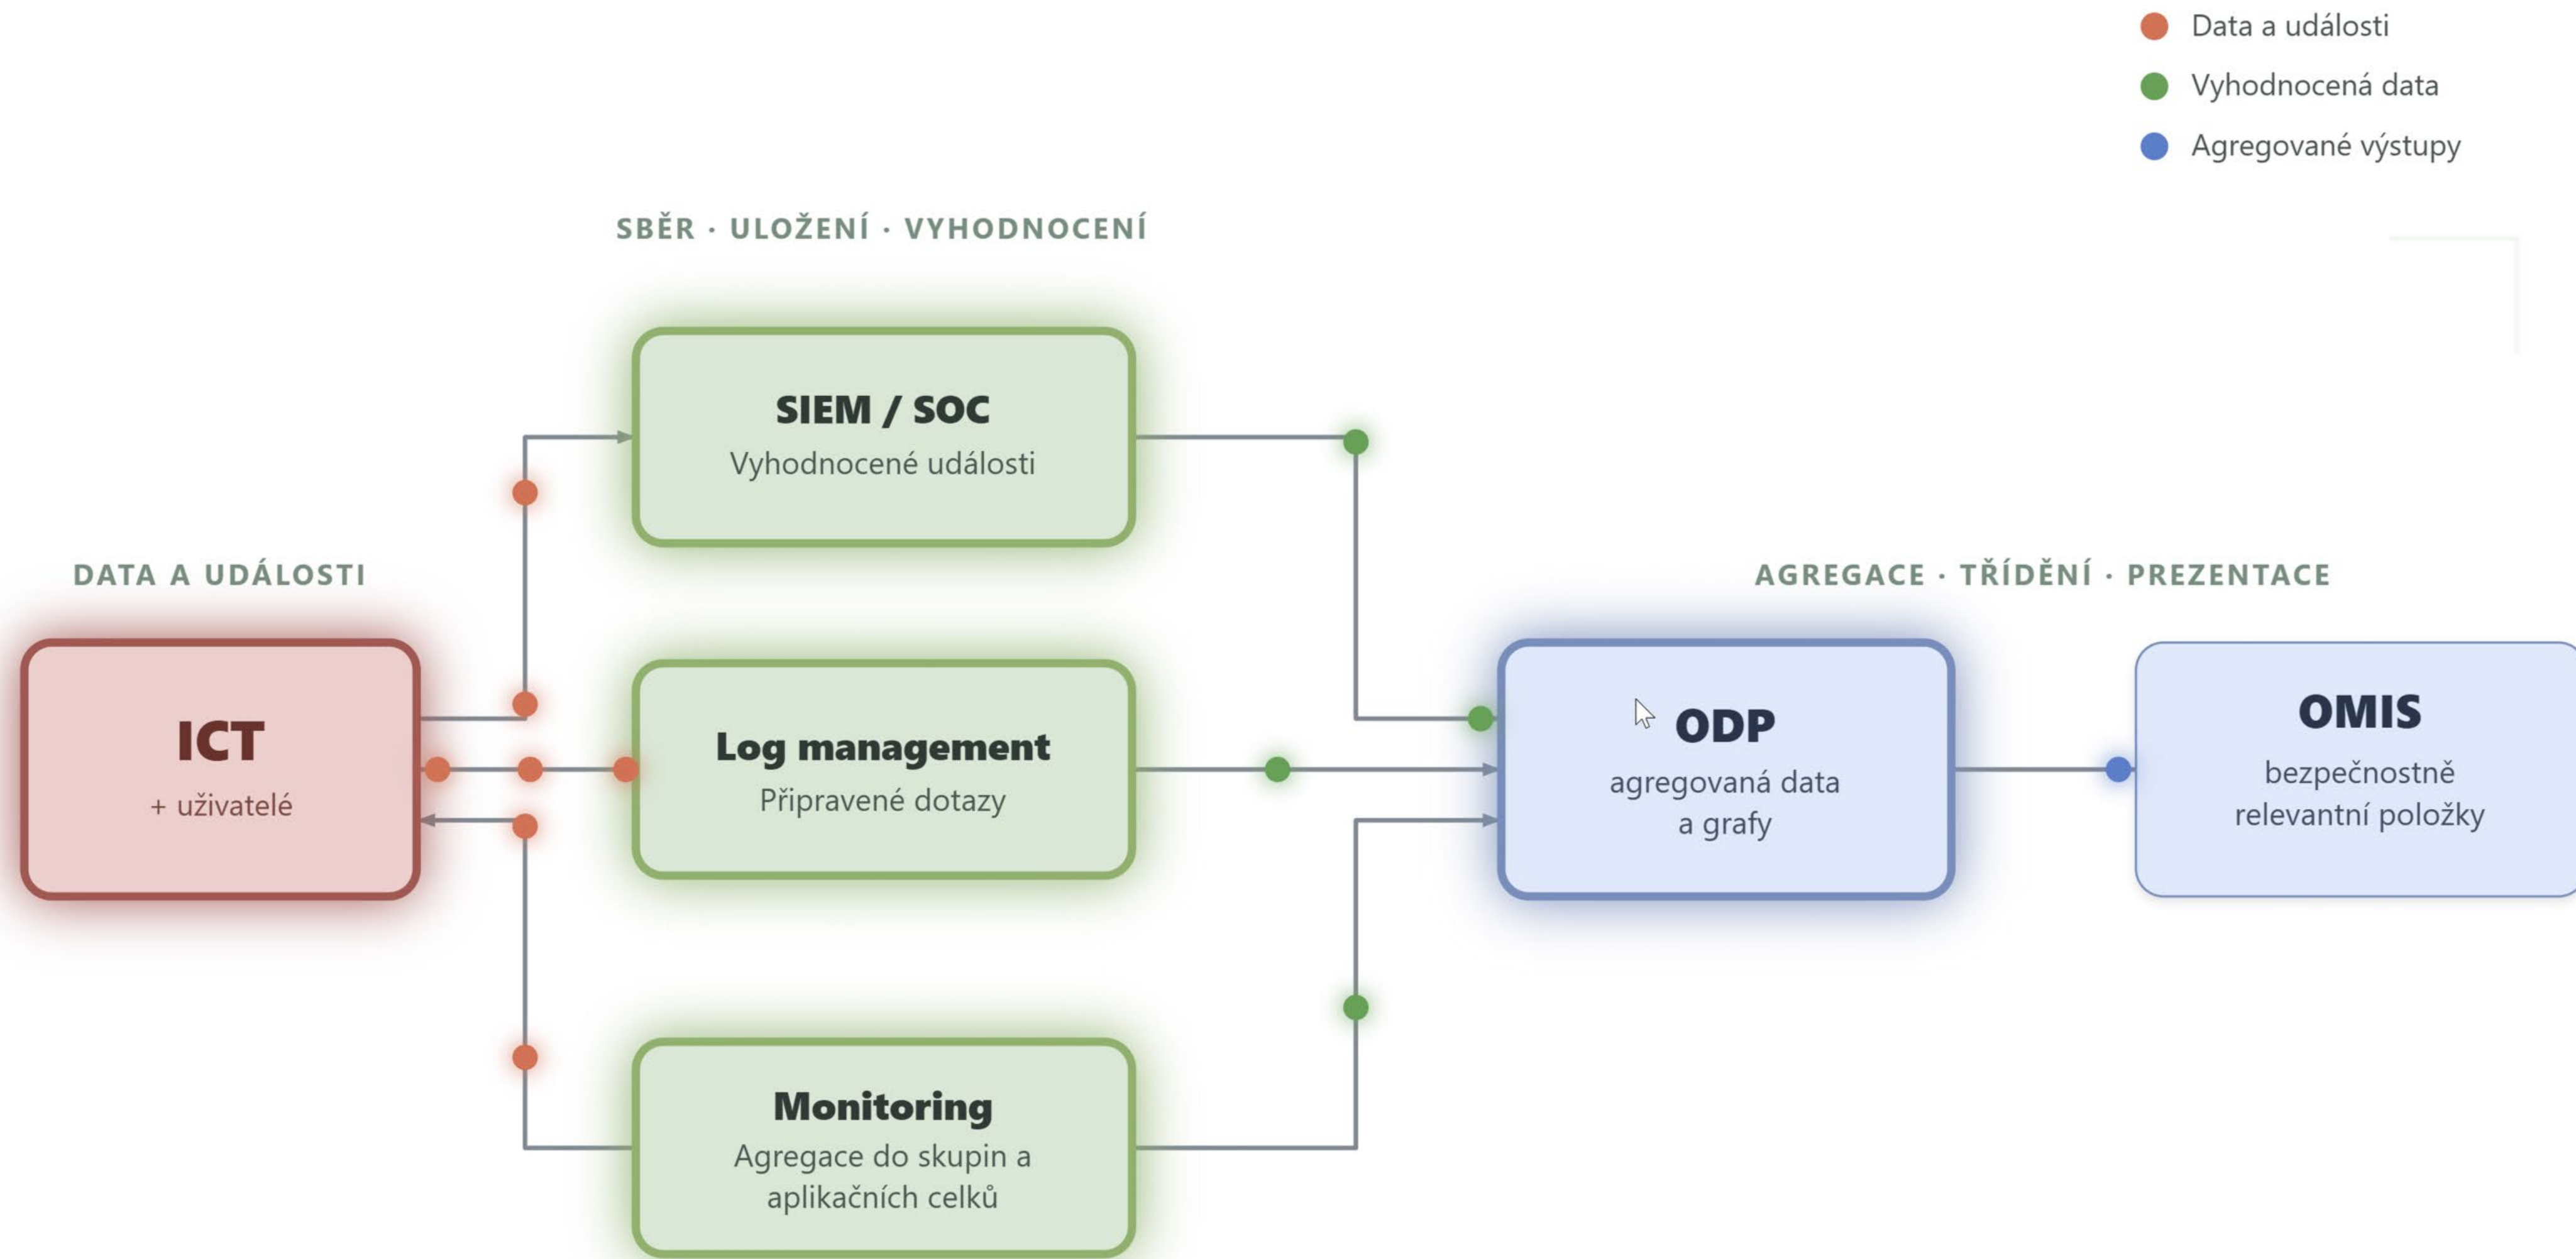 Data a události
Vyhodnocená data
Agregované výstupy
SBĚR · ULOŽENÍ · VYHODNOCENÍ
SIEM / SOC
Vyhodnocené události
DATA A UDÁLOSTI
ICT
+ uživatelé
Log management
Připravené dotazy
Monitoring
Agregace do skupin a
aplikačních celků
AGREGACE · TŘÍDĚNÍ · PREZENTACE
ODP
agregovaná data
a grafy
OMIS
bezpečnostně
relevantní položky